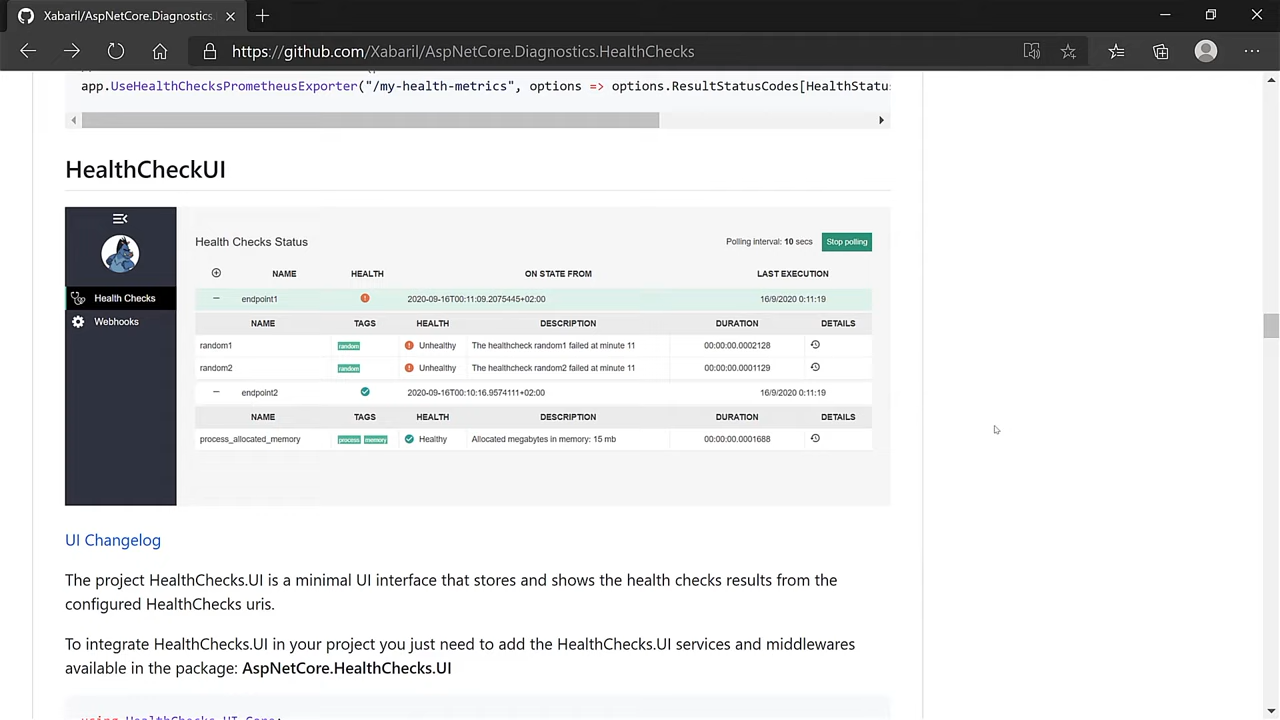 Xabaril/AspNetCore.Diagnostics.
https://github.com/Xabaril/AspNetCore.Diagnostics.HealthChecks
app.UseHealthChecksPrometheusExporter("/my-health-metrics", options => options.ResultStatusCodes[HealthStatus
HealthCheckUI
Health Checks Status
Polling interval: 10 secs
Stop polling
NAME HEALTH ON STATE FROM LAST EXECUTION
Health Checks
endpoint1 2020-09-16T00:11:09.2075445+02:00 16/9/2020 0:11:19
Webhooks
NAME TAGS HEALTH DESCRIPTION DURATION DETAILS
random1 random Unhealthy The healthcheck random1 failed at minute 11 00:00:00.0002128
random2 random Unhealthy The healthcheck random2 failed at minute 11 00:00:00.0001129
endpoint2 2020-09-16T00:10:16.9574111+02:00 16/9/2020 0:11:19
NAME TAGS HEALTH DESCRIPTION DURATION DETAILS
process_allocated_memory process memory Healthy Allocated megabytes in memory: 15 mb 00:00:00.0001688
UI Changelog
The project HealthChecks.UI is a minimal UI interface that stores and shows the health checks results from the
configured HealthChecks uris.
To integrate HealthChecks.UI in your project you just need to add the HealthChecks.UI services and middlewares
available in the package: AspNetCore.HealthChecks.UI
using HealthChecks.UI.Core;